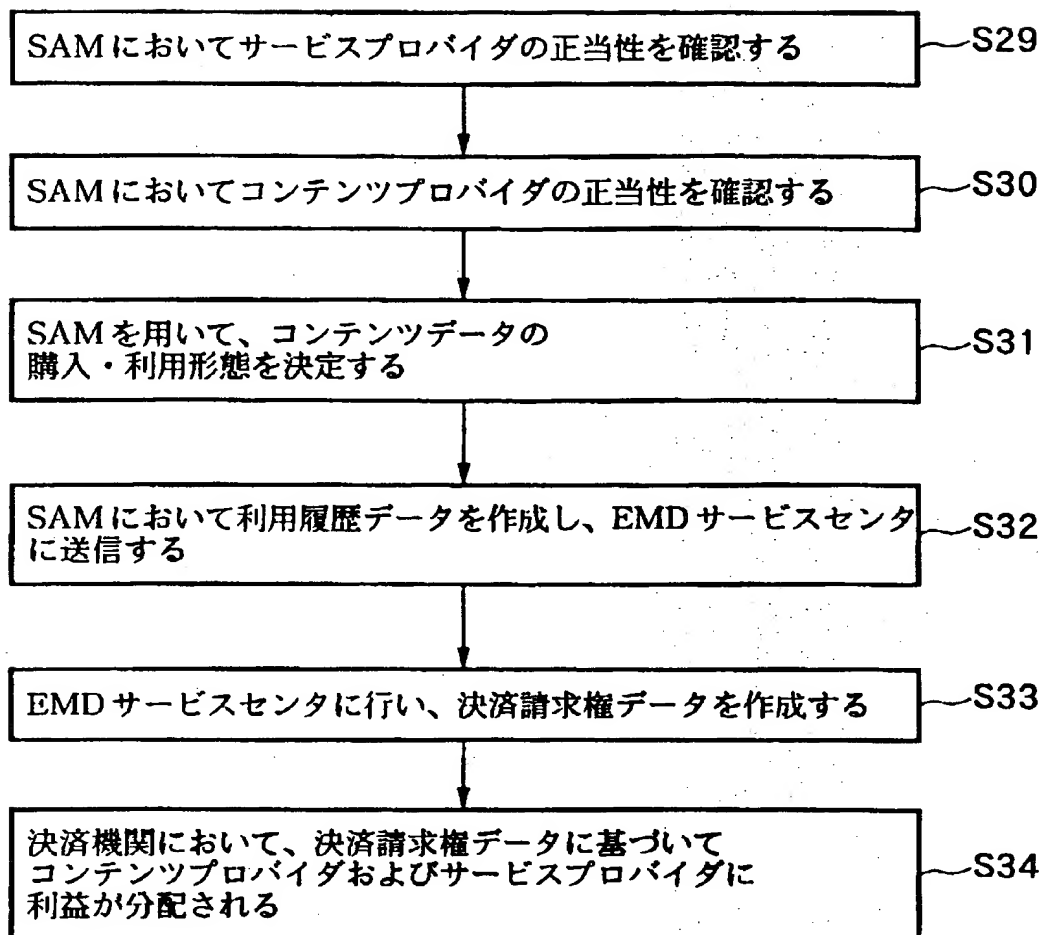 SAMにおいてサービスプロバイダの正当性を確認する
S29
SAMにおいてコンテンツプロバイダの正当性を確認する
S30
SAMを用いて、コンテンツデータの
購入・利用形態を決定する
S31
SAMにおいて利用履歴データを作成し、EMDサービスセンタ
に送信する
S32
EMDサービスセンタに行い、決済請求権データを作成する
S33
決済機関において、決済請求権データに基づいて
コンテンツプロバイダおよびサービスプロバイダに
利益が分配される
S34